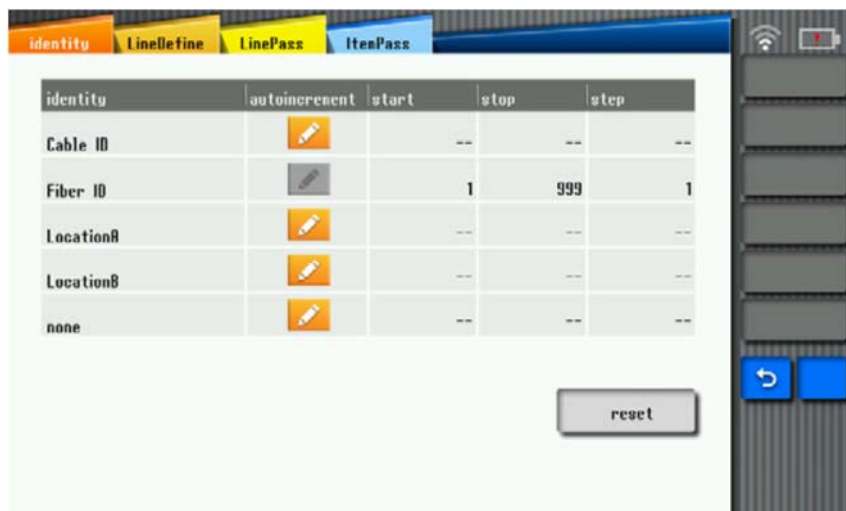 identity LineDefine LinePass ItemPass
identity autoincrement start stop step
Cable ID -- -- --
Fiber ID 1 999 1
LocationA -- -- --
LocationB -- -- --
none -- -- --
reset